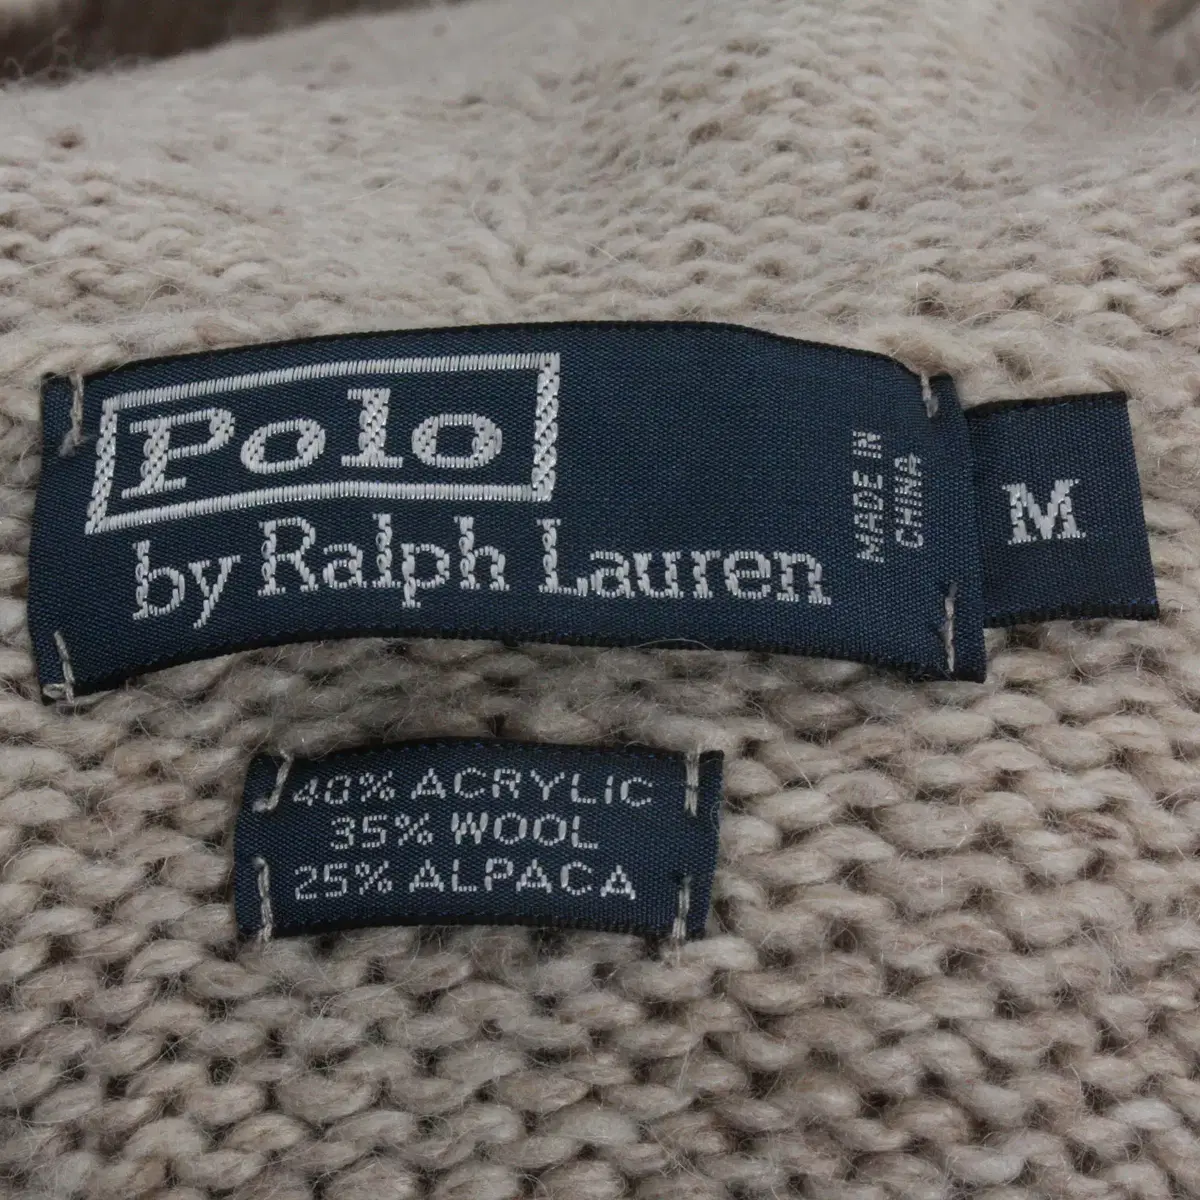 Polo
by Ralph Lauren
MADE IN
CHINA
M
40% ACRYLIC
35% WOOL
25% ALPACA